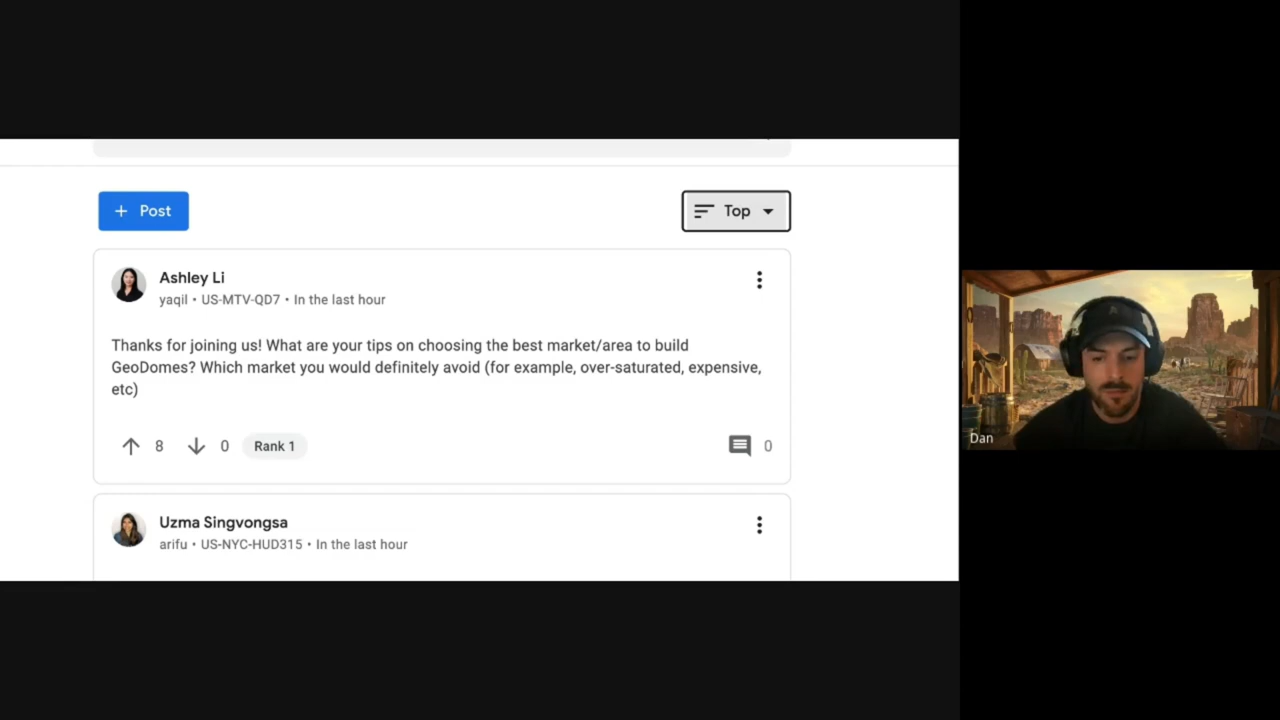 + Post
Top
Ashley Li
yaqil • US-MTV-QD7 • In the last hour
Thanks for joining us! What are your tips on choosing the best market/area to build
GeoDomes? Which market you would definitely avoid (for example, over-saturated, expensive,
etc)
8 0 Rank 1 0
Uzma Singvongsa
arifu • US-NYC-HUD315 • In the last hour
Dan